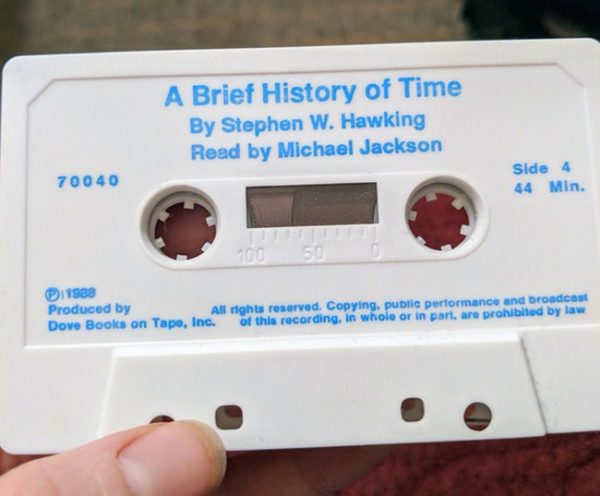 A Brief History of Time
By Stephen W. Hawking
Read by Michael Jackson
70040
Side 4
44 Min.
100 50 0
Ⓟ 1988
Produced by
Dove Books on Tape, Inc.
All rights reserved. Copying, public performance and broadcast
of this recording, in whole or in part, are prohibited by law